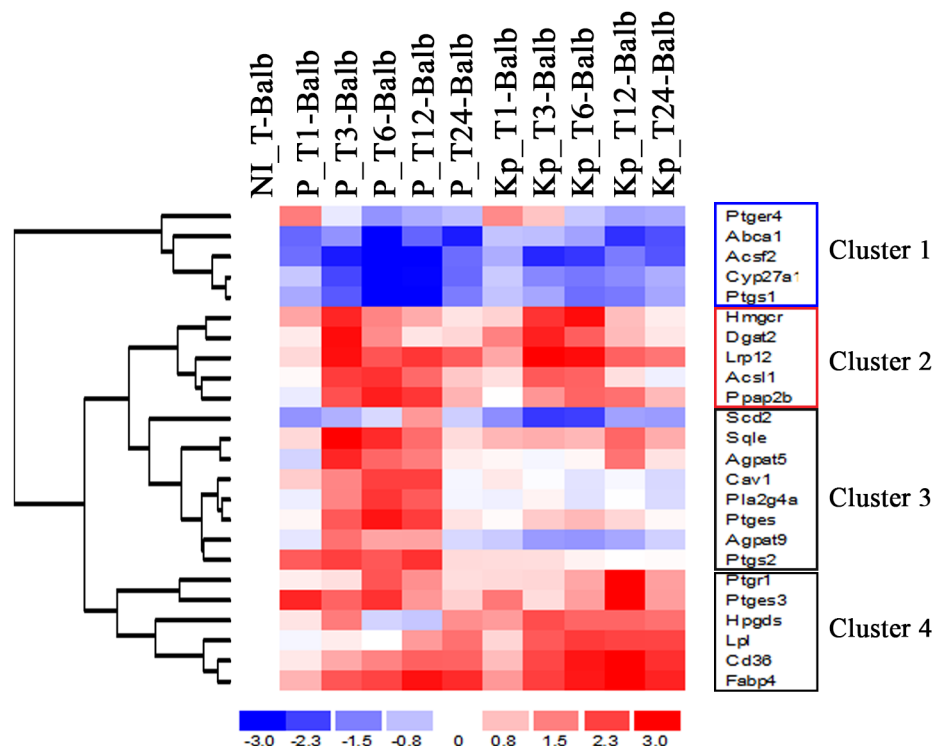 NI_T-Balb
P_T1-Balb
P_T3-Balb
P_T6-Balb
P_T12-Balb
P_T24-Balb
Kp_T1-Balb
Kp_T3-Balb
Kp_T6-Balb
Kp_T12-Balb
Kp_T24-Balb
Ptger4
Abca1
Acsf2
Cyp27a1
Ptgs1
Cluster 1
Hmgcr
Dgat2
Lrp12
Acsl1
Ppap2b
Cluster 2
Scd2
Sqle
Agpat5
Cav1
Pla2g4a
Ptges
Agpat9
Ptgs2
Cluster 3
Ptgr1
Ptges3
Hpgds
Lpl
Cd36
Fabp4
Cluster 4
-3.0 -2.3 -1.5 -0.8 0 0.8 1.5 2.3 3.0